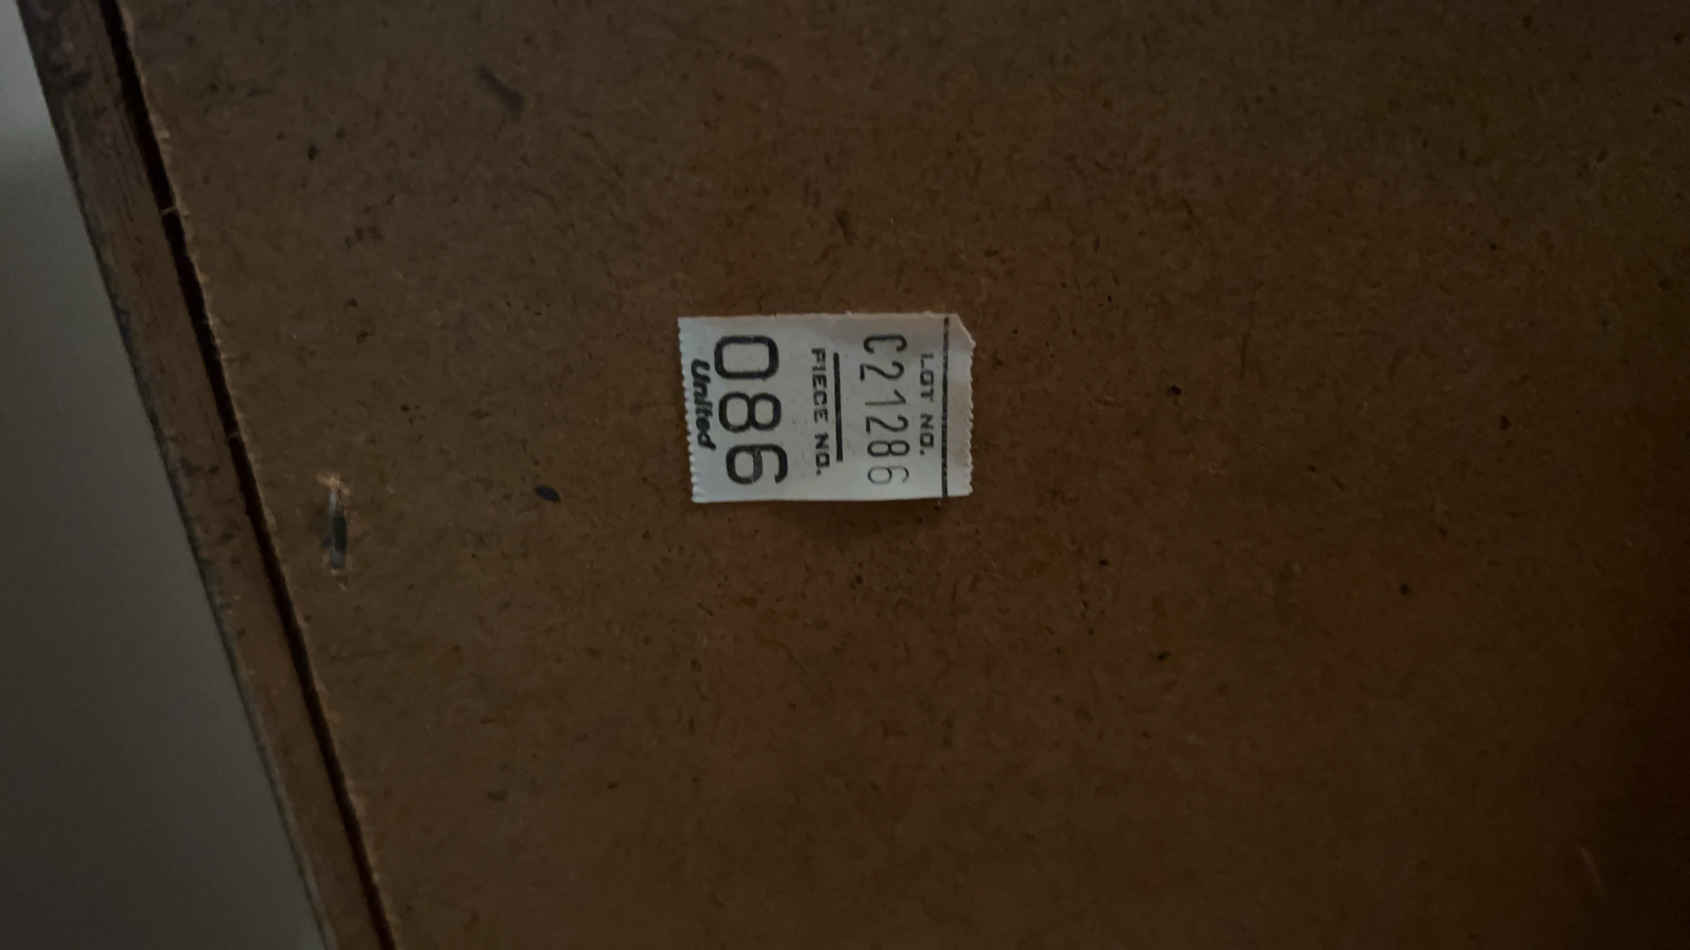 LOT NO.
C21286
PIECE NO.
086
United